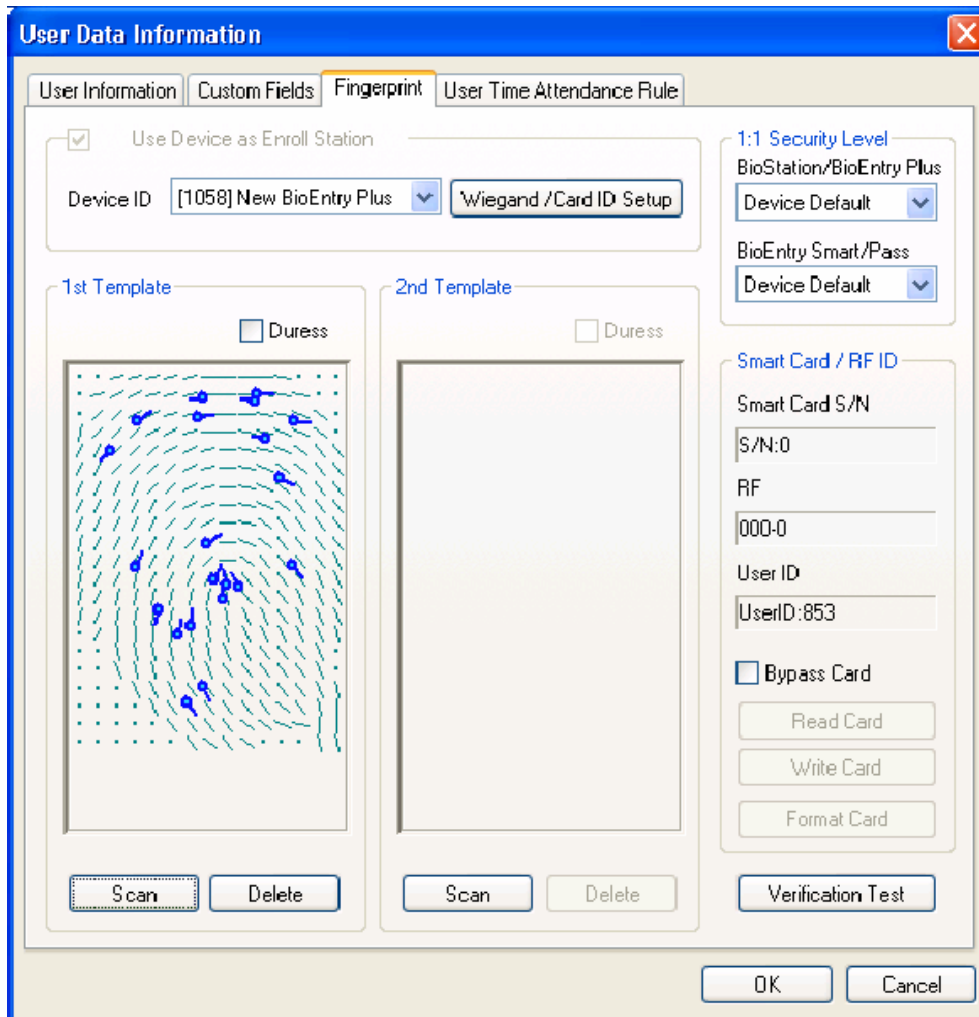 User Data Information
User Information Custom Fields Fingerprint User Time Attendance Rule
Use Device as Enroll Station
Device ID [1058] New BioEntry Plus Wiegand /Card ID Setup
1:1 Security Level
BioStation/BioEntry Plus
Device Default
BioEntry Smart/Pass
Device Default
1st Template
Duress
Scan Delete
2nd Template
Duress
Scan Delete
Smart Card / RF ID
Smart Card S/N
S/N:0
RF
000-0
User ID
UserID:853
Bypass Card
Read Card
Write Card
Format Card
Verification Test
OK Cancel